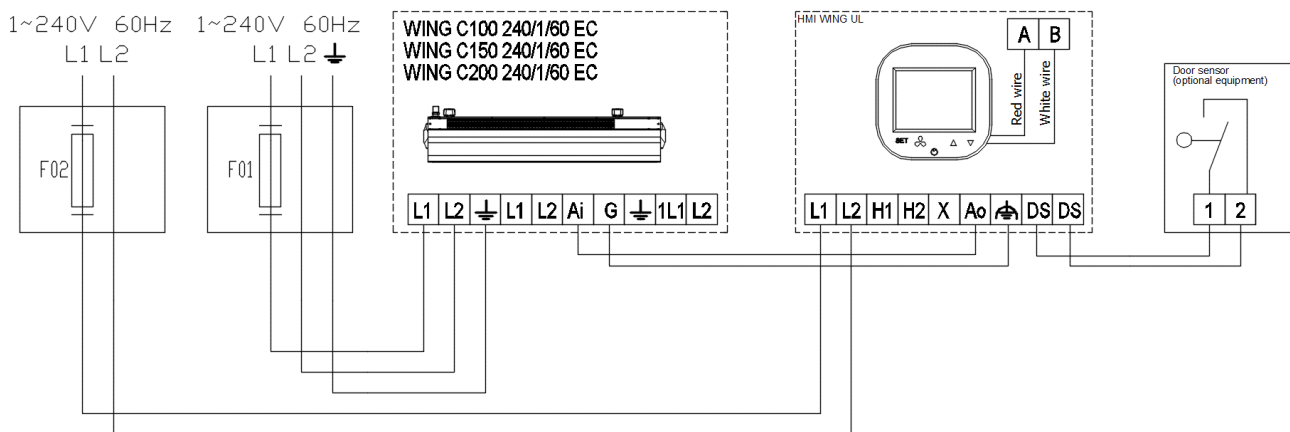 1~240V 60Hz
L1 L2
F02
1~240V 60Hz
L1 L2
F01
WING C100 240/1/60 EC
WING C150 240/1/60 EC
WING C200 240/1/60 EC
L1 L2 L1 L2 Ai G 1L1 L2
HMI WING UL
A B
Red wire
White wire
SET
L1 L2 H1 H2 X Ao DS DS
Door sensor
(optional equipment)
1 2